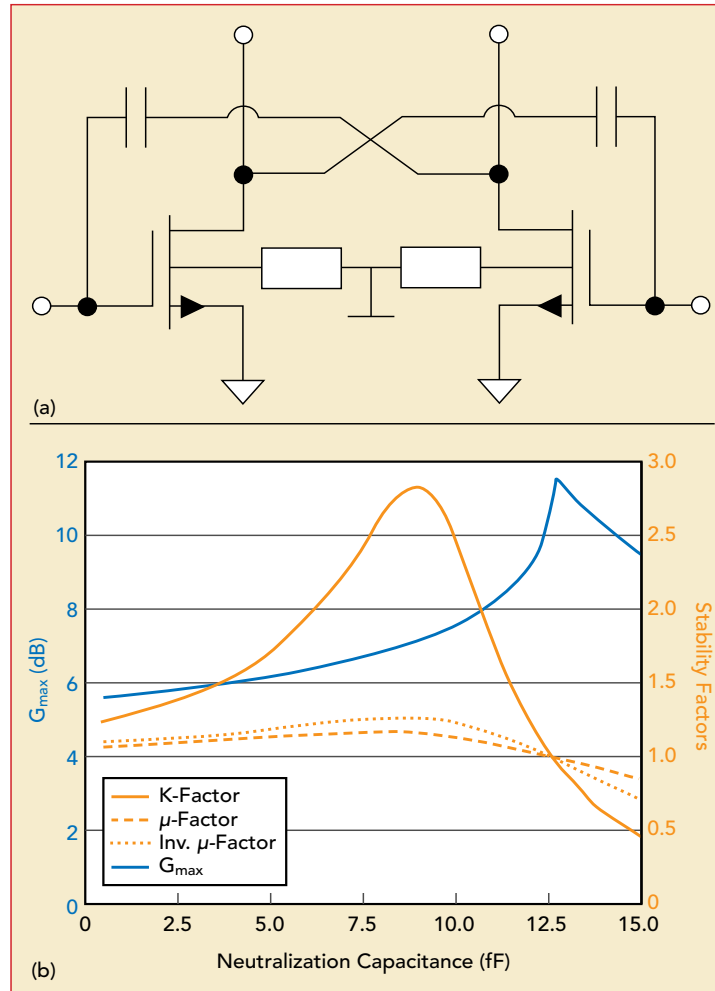 (a)
12
10
8
6
4
2
0
G_max (dB)
3.0
2.5
2.0
1.5
1.0
0.5
0
Stability Factors
K-Factor
μ-Factor
Inv. μ-Factor
G_max
0 2.5 5.0 7.5 10.0 12.5 15.0
Neutralization Capacitance (fF)
(b)